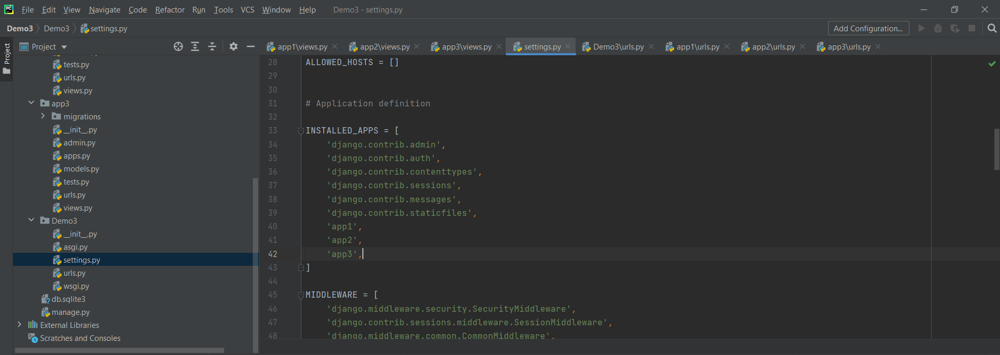 PC File Edit View Navigate Code Refactor Run Tools VCS Window Help Demo3 - settings.py
Demo3 Demo3 settings.py Add Configuration...
Project
Project
app1\views.py app2\views.py app3\views.py settings.py Demo3\urls.py app1\urls.py app2\urls.py app3\urls.py
tests.py
urls.py
views.py
app3
migrations
__init__.py
admin.py
apps.py
models.py
tests.py
urls.py
views.py
Demo3
__init__.py
asgi.py
settings.py
urls.py
wsgi.py
db.sqlite3
manage.py
External Libraries
Scratches and Consoles
28 ALLOWED_HOSTS = []
29
30
31 # Application definition
32
33 INSTALLED_APPS = [
34 'django.contrib.admin',
35 'django.contrib.auth',
36 'django.contrib.contenttypes',
37 'django.contrib.sessions',
38 'django.contrib.messages',
39 'django.contrib.staticfiles',
40 'app1',
41 'app2',
42 'app3',
43 ]
44
45 MIDDLEWARE = [
46 'django.middleware.security.SecurityMiddleware',
47 'django.contrib.sessions.middleware.SessionMiddleware',
48 'django.middleware.common.CommonMiddleware',